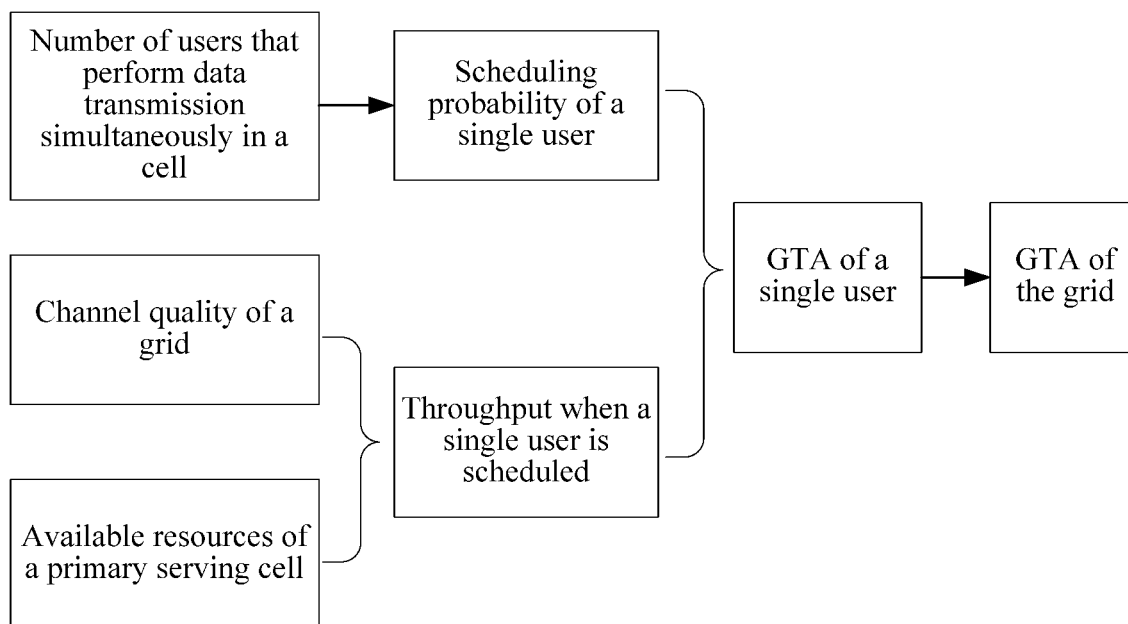 Number of users that
perform data
transmission
simultaneously in a
cell
Scheduling
probability of a
single user
Channel quality of a
grid
Available resources of
a primary serving cell
Throughput when a
single user is
scheduled
GTA of a
single user
GTA of
the grid